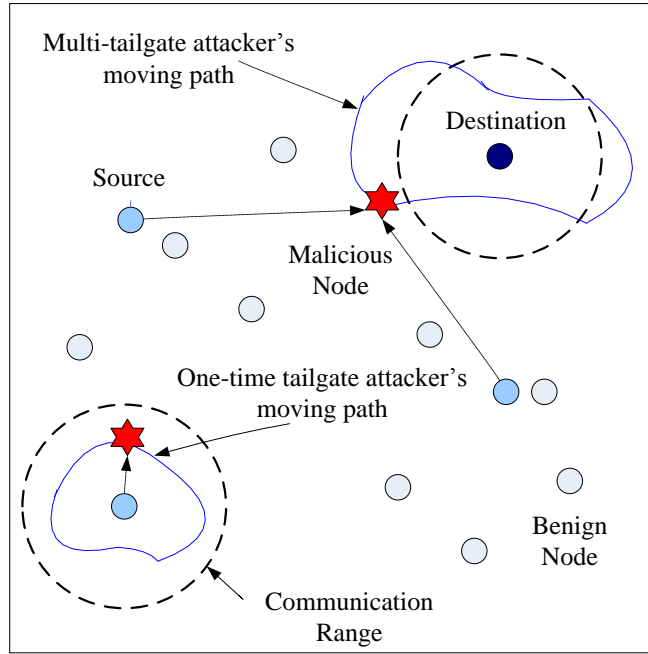 Multi-tailgate attacker's
moving path
Destination
Source
Malicious
Node
One-time tailgate attacker's
moving path
Benign
Node
Communication
Range